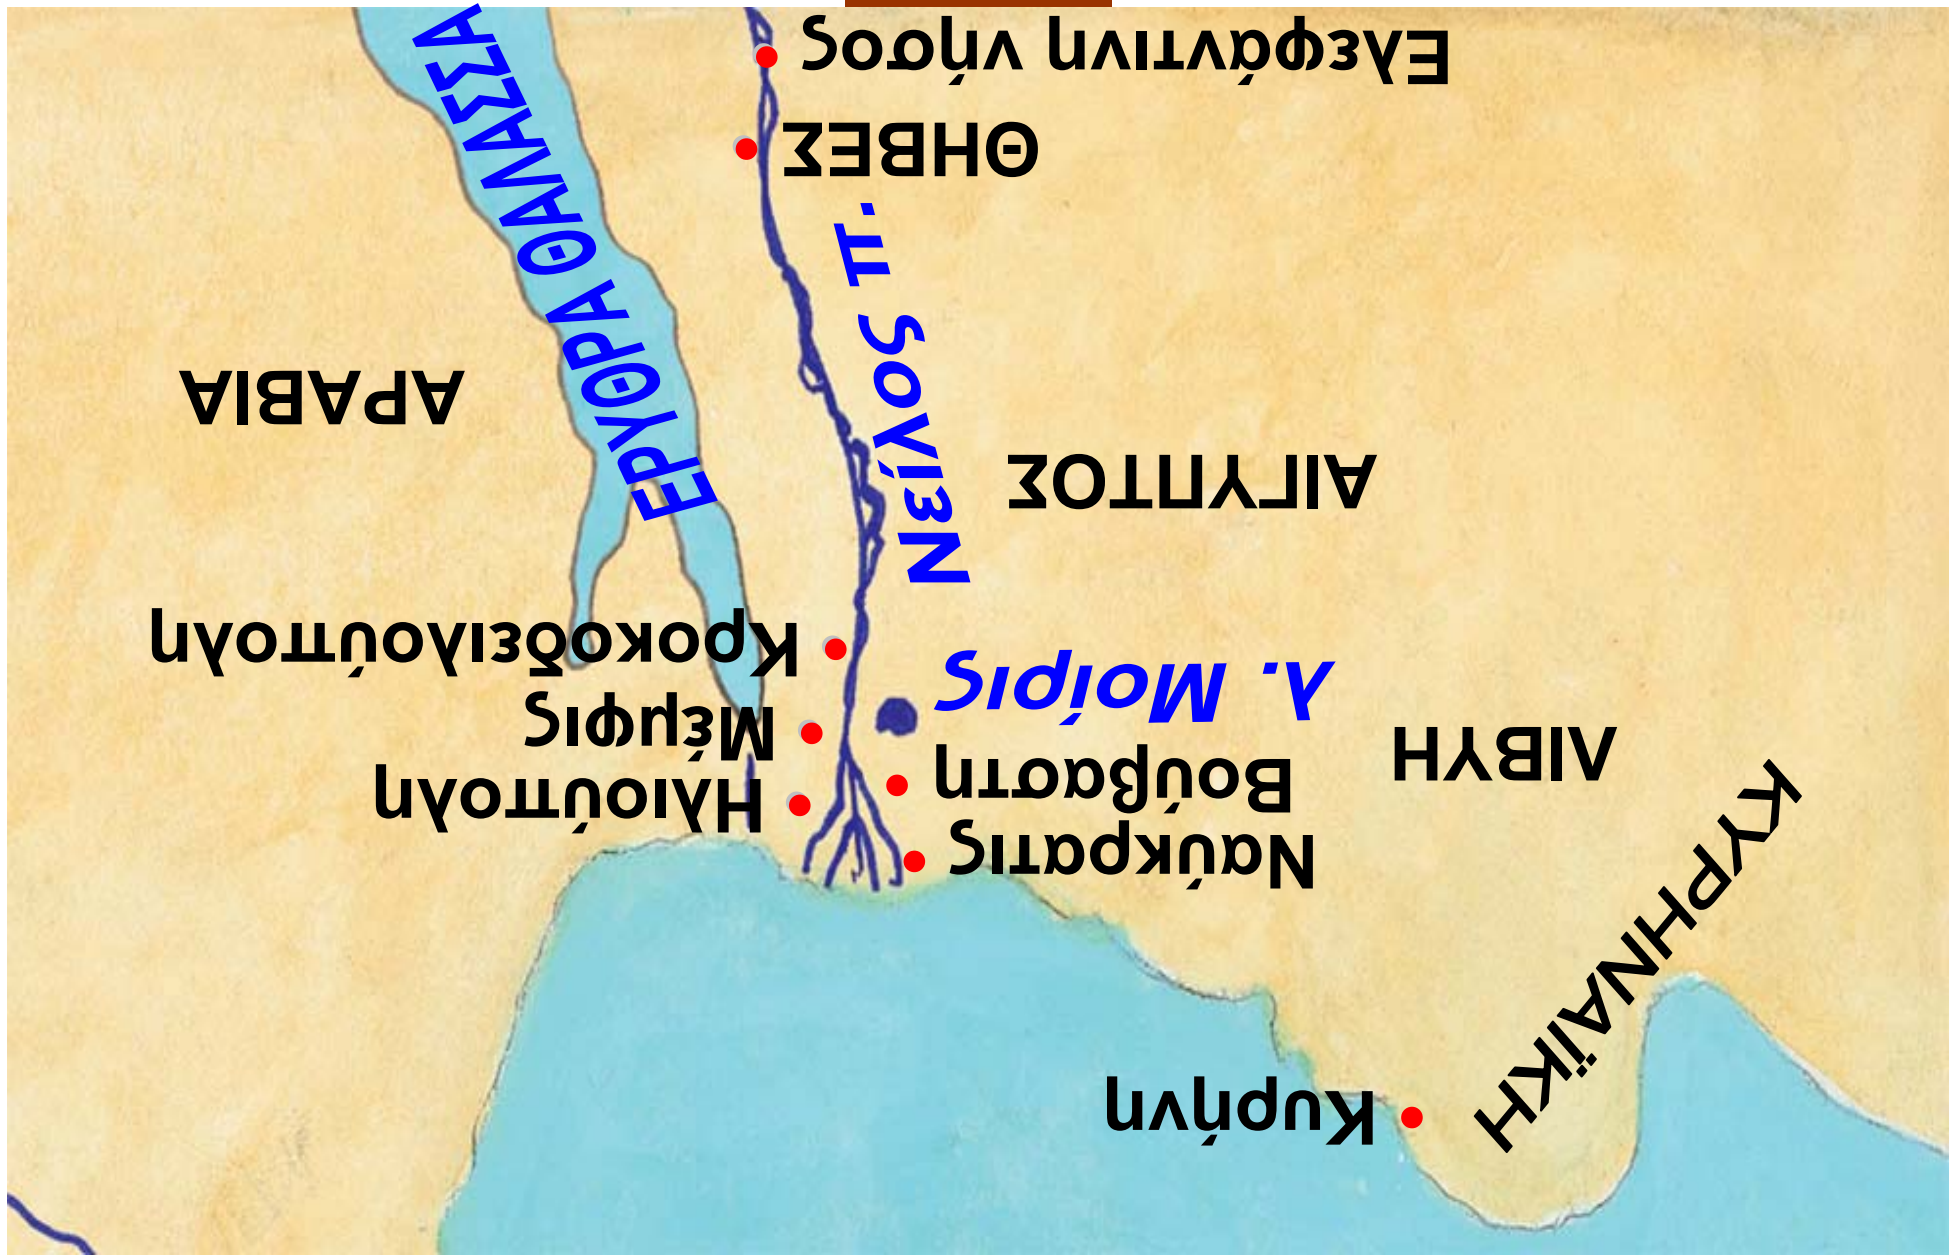 Κυρήνη
ΚΥΡΗΝΑΪΚΗ
Ναύκρατις
Ηλιούπολη
Βούβαστη
ΛΙΒΥΗ
Μέμφις
λ. Μοίρις
Κροκοδειλούπολη
Νείλος π.
ΑΙΓΥΠΤΟΣ
ΑΡΑΒΙΑ
ΕΡΥΘΡΑ ΘΑΛΑΣΣΑ
ΘΗΒΕΣ
Ελεφάντινη νήσος